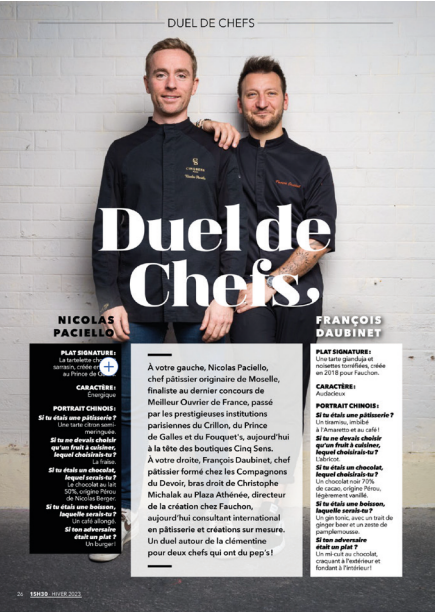 DUEL DE CHEFS
Duel de
Chefs
NICOLAS
PACIELLO
PLAT SIGNATURE :
La tartelette
sarrasin, créée en
au Prince de
CARACTÈRE :
Énergique
PORTRAIT CHINOIS :
Si tu étais une pâtisserie ?
Une tarte citron semi-
meringuée.
Si tu ne devais choisir
qu'un fruit à cuisiner,
lequel choisirais-tu ?
La fraise.
Si tu étais un chocolat,
lequel serais-tu ?
Le chocolat au lait
50%, origine Pérou
de Nicolas Berger.
Si tu étais une boisson,
laquelle serais-tu ?
Un café allongé.
Si ton adversaire
était un plat ?
Un burger !
À votre gauche, Nicolas Paciello,
chef pâtissier originaire de Moselle,
finaliste au dernier concours de
Meilleur Ouvrier de France, passé
par les prestigieuses institutions
parisiennes du Crillon, du Prince
de Galles et du Fouquet's, aujourd'hui
à la tête des boutiques Cinq Sens.
À votre droite, François Daubinet, chef
pâtissier formé chez les Compagnons
du Devoir, bras droit de Christophe
Michalak au Plaza Athénée, directeur
de la création chez Fauchon,
aujourd'hui consultant international
en pâtisserie et créations sur mesure.
Un duel autour de la clémentine
pour deux chefs qui ont du pep's !
FRANÇOIS
DAUBINET
PLAT SIGNATURE :
Une tarte gianduja et
noisettes torréfiées, créée
en 2018 pour Fauchon.
CARACTÈRE :
Audacieux
PORTRAIT CHINOIS :
Si tu étais une pâtisserie ?
Un tiramisu, imbibé
à l'Amaretto et au café !
Si tu ne devais choisir
qu'un fruit à cuisiner,
lequel choisirais-tu ?
L'abricot.
Si tu étais un chocolat,
lequel choisirais-tu ?
Un chocolat noir 70%
de cacao, origine Pérou,
légèrement vanillé.
Si tu étais une boisson,
laquelle serais-tu ?
Un gin tonic, avec un trait de
ginger beer et un zeste de
pamplemousse.
Si ton adversaire
était un plat ?
Un mi-cuit au chocolat,
craquant à l'extérieur et
fondant à l'intérieur !
26 15H30_HIVER 2023